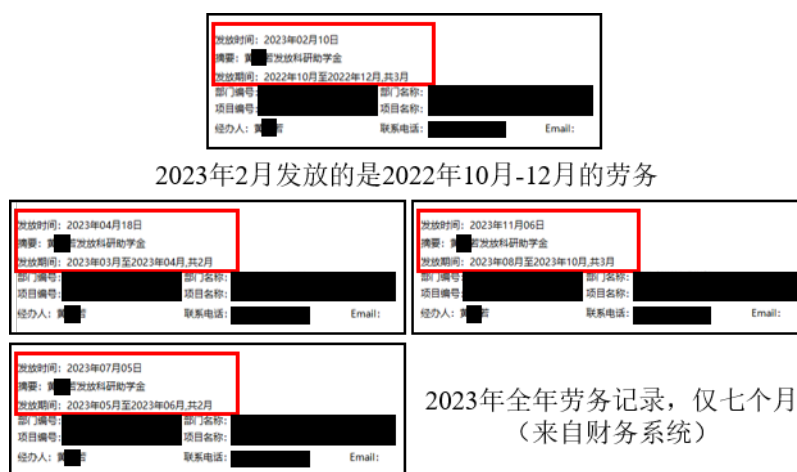 发放时间：2023年02月10日
摘要：黄 若发放科研助学金
发放期间：2022年10月至2022年12月,共3月
部门编号： 部门名称：
项目编号： 项目名称：
经办人：黄 若 联系电话： Email:
2023年2月发放的是2022年10月-12月的劳务
发放时间：2023年04月18日
摘要：黄 若发放科研助学金
发放期间：2023年03月至2023年04月,共2月
部门编号： 部门名称：
项目编号： 项目名称：
经办人：黄 若 联系电话： Email:
发放时间：2023年11月06日
摘要：黄 若发放科研助学金
发放期间：2023年08月至2023年10月,共3月
部门编号： 部门名称：
项目编号： 项目名称：
经办人：黄 若 联系电话： Email:
发放时间：2023年07月05日
摘要：黄 若发放科研助学金
发放期间：2023年05月至2023年06月,共2月
部门编号： 部门名称：
项目编号： 项目名称：
经办人：黄 若 联系电话： Email:
2023年全年劳务记录，仅七个月
（来自财务系统）